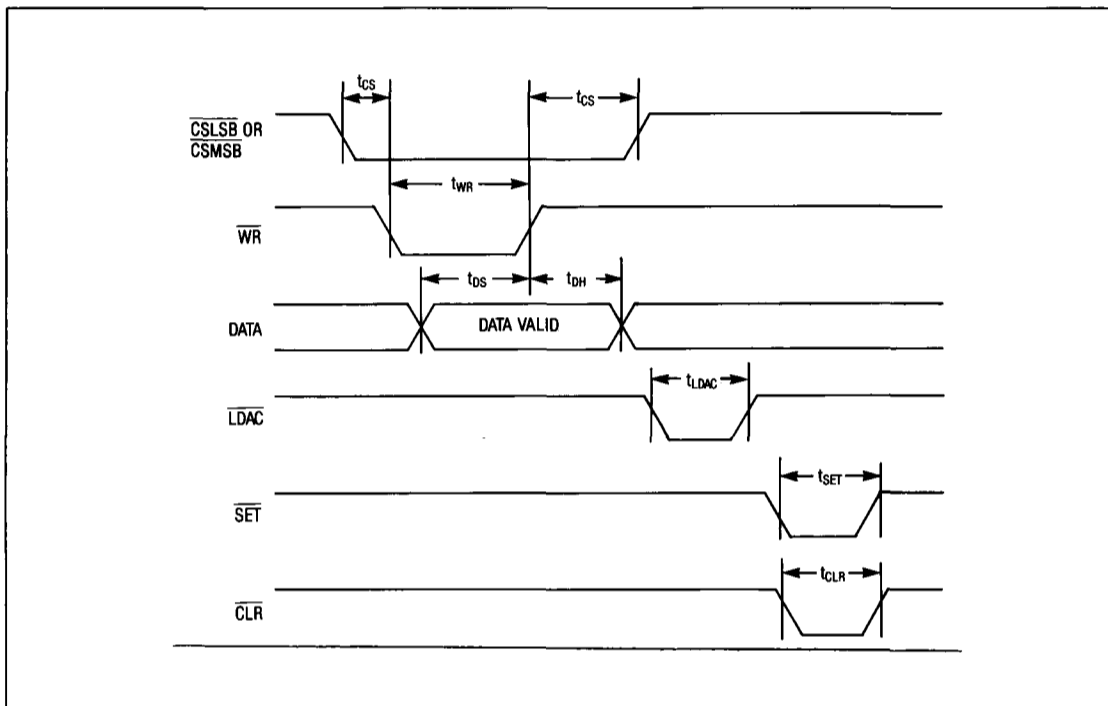 tCS
tCS
CSLSB OR
CSMSB
tWR
WR
tDS
tDH
DATA
DATA VALID
tLDAC
LDAC
tSET
SET
tCLR
CLR